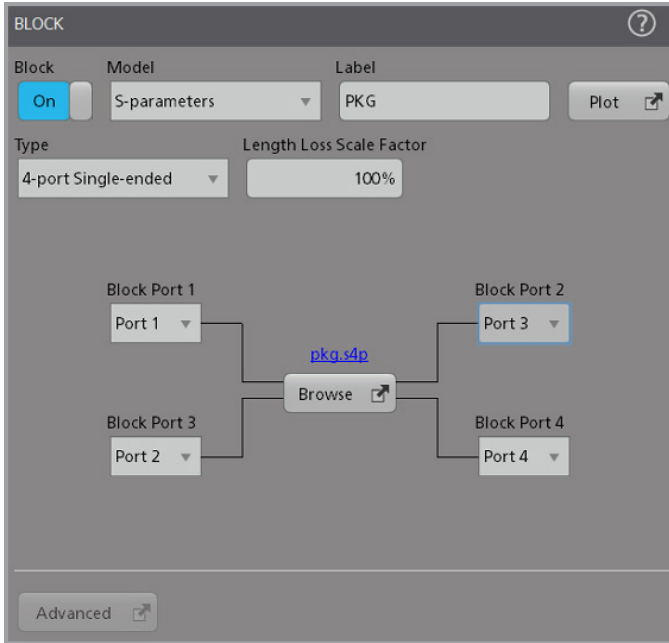 BLOCK ?
Block Model Label
On S-parameters PKG Plot
Type Length Loss Scale Factor
4-port Single-ended 100%
Block Port 1 Block Port 2
Port 1 Port 3
pkg.s4p
Browse
Block Port 3 Block Port 4
Port 2 Port 4
Advanced